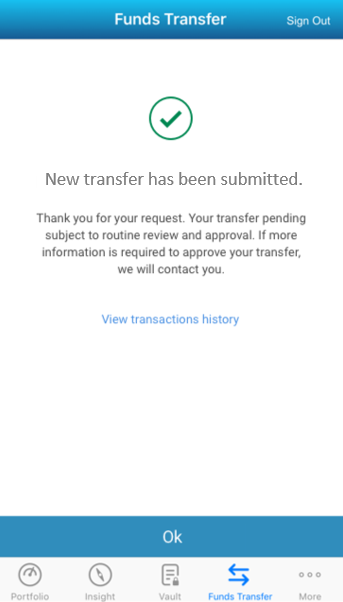 Funds Transfer
Sign Out
New transfer has been submitted.
Thank you for your request. Your transfer pending
subject to routine review and approval. If more
information is required to approve your transfer,
we will contact you.
View transactions history
Ok
Portfolio
Insight
Vault
Funds Transfer
More